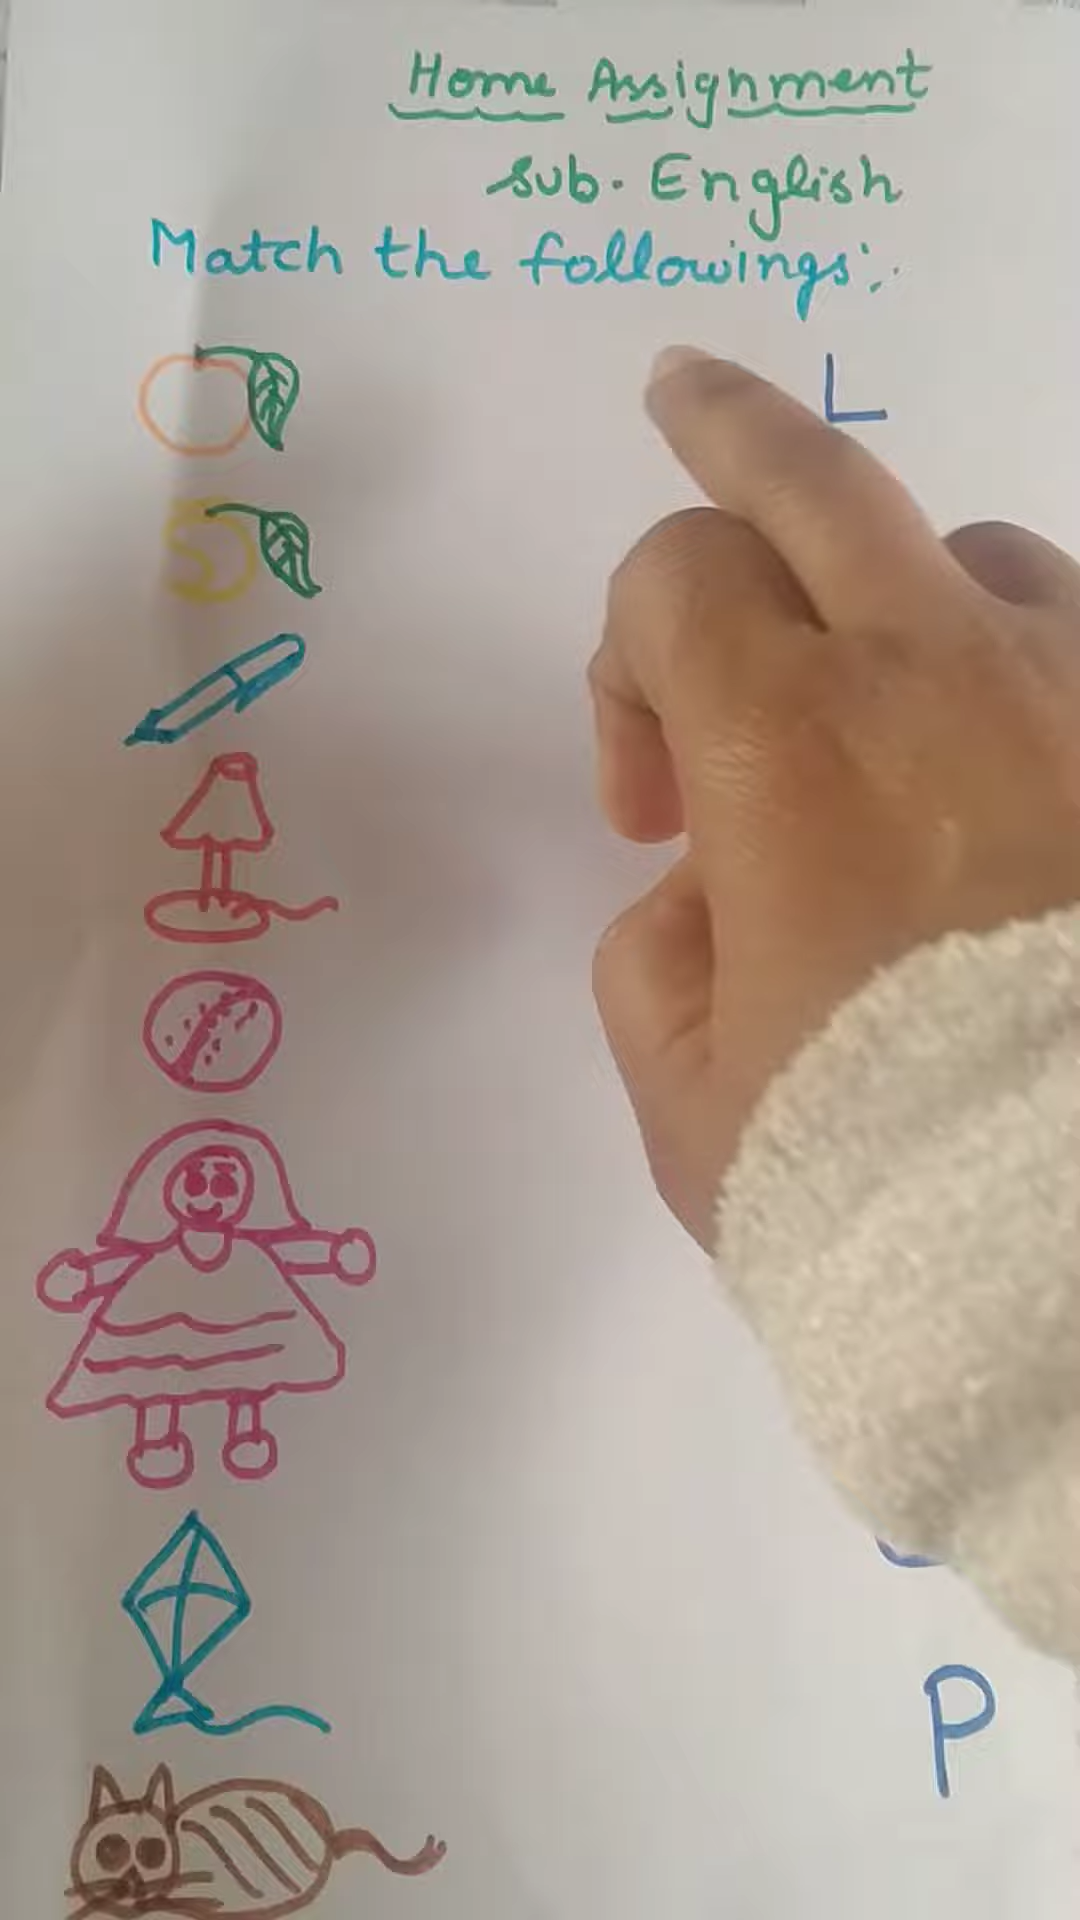 Home Assignment
Sub. English
Match the followings:
L
P